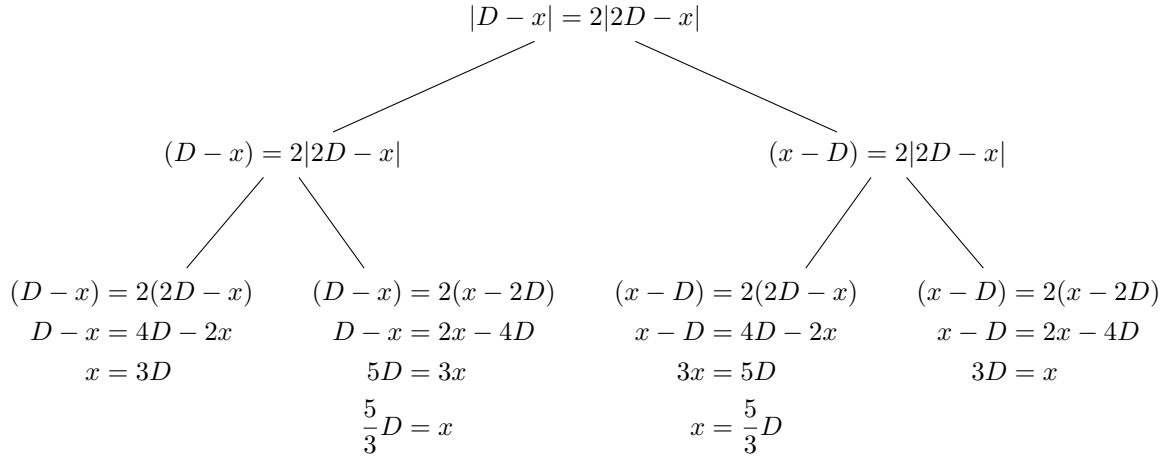 |D − x| = 2|2D − x|
(D − x) = 2|2D − x|
(x − D) = 2|2D − x|
(D − x) = 2(2D − x)
D − x = 4D − 2x
x = 3D
(D − x) = 2(x − 2D)
D − x = 2x − 4D
5D = 3x
5/3 D = x
(x − D) = 2(2D − x)
x − D = 4D − 2x
3x = 5D
x = 5/3 D
(x − D) = 2(x − 2D)
x − D = 2x − 4D
3D = x